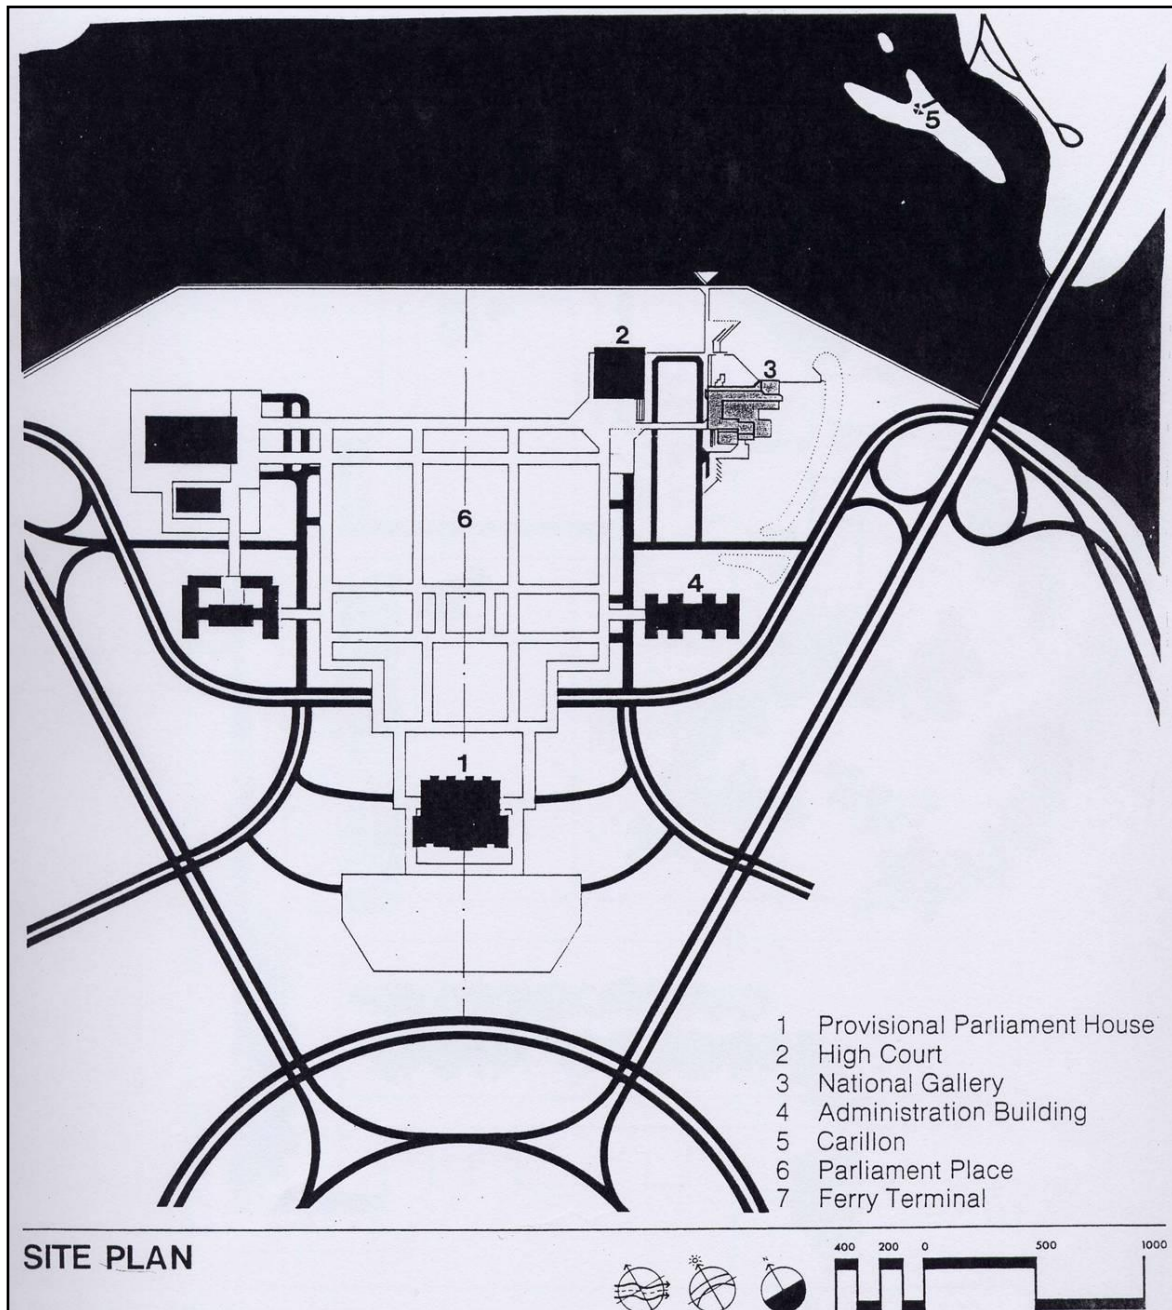 5
2
3
6
4
1
1 Provisional Parliament House
2 High Court
3 National Gallery
4 Administration Building
5 Carillon
6 Parliament Place
7 Ferry Terminal
SITE PLAN
N
400 200 0 500 1000